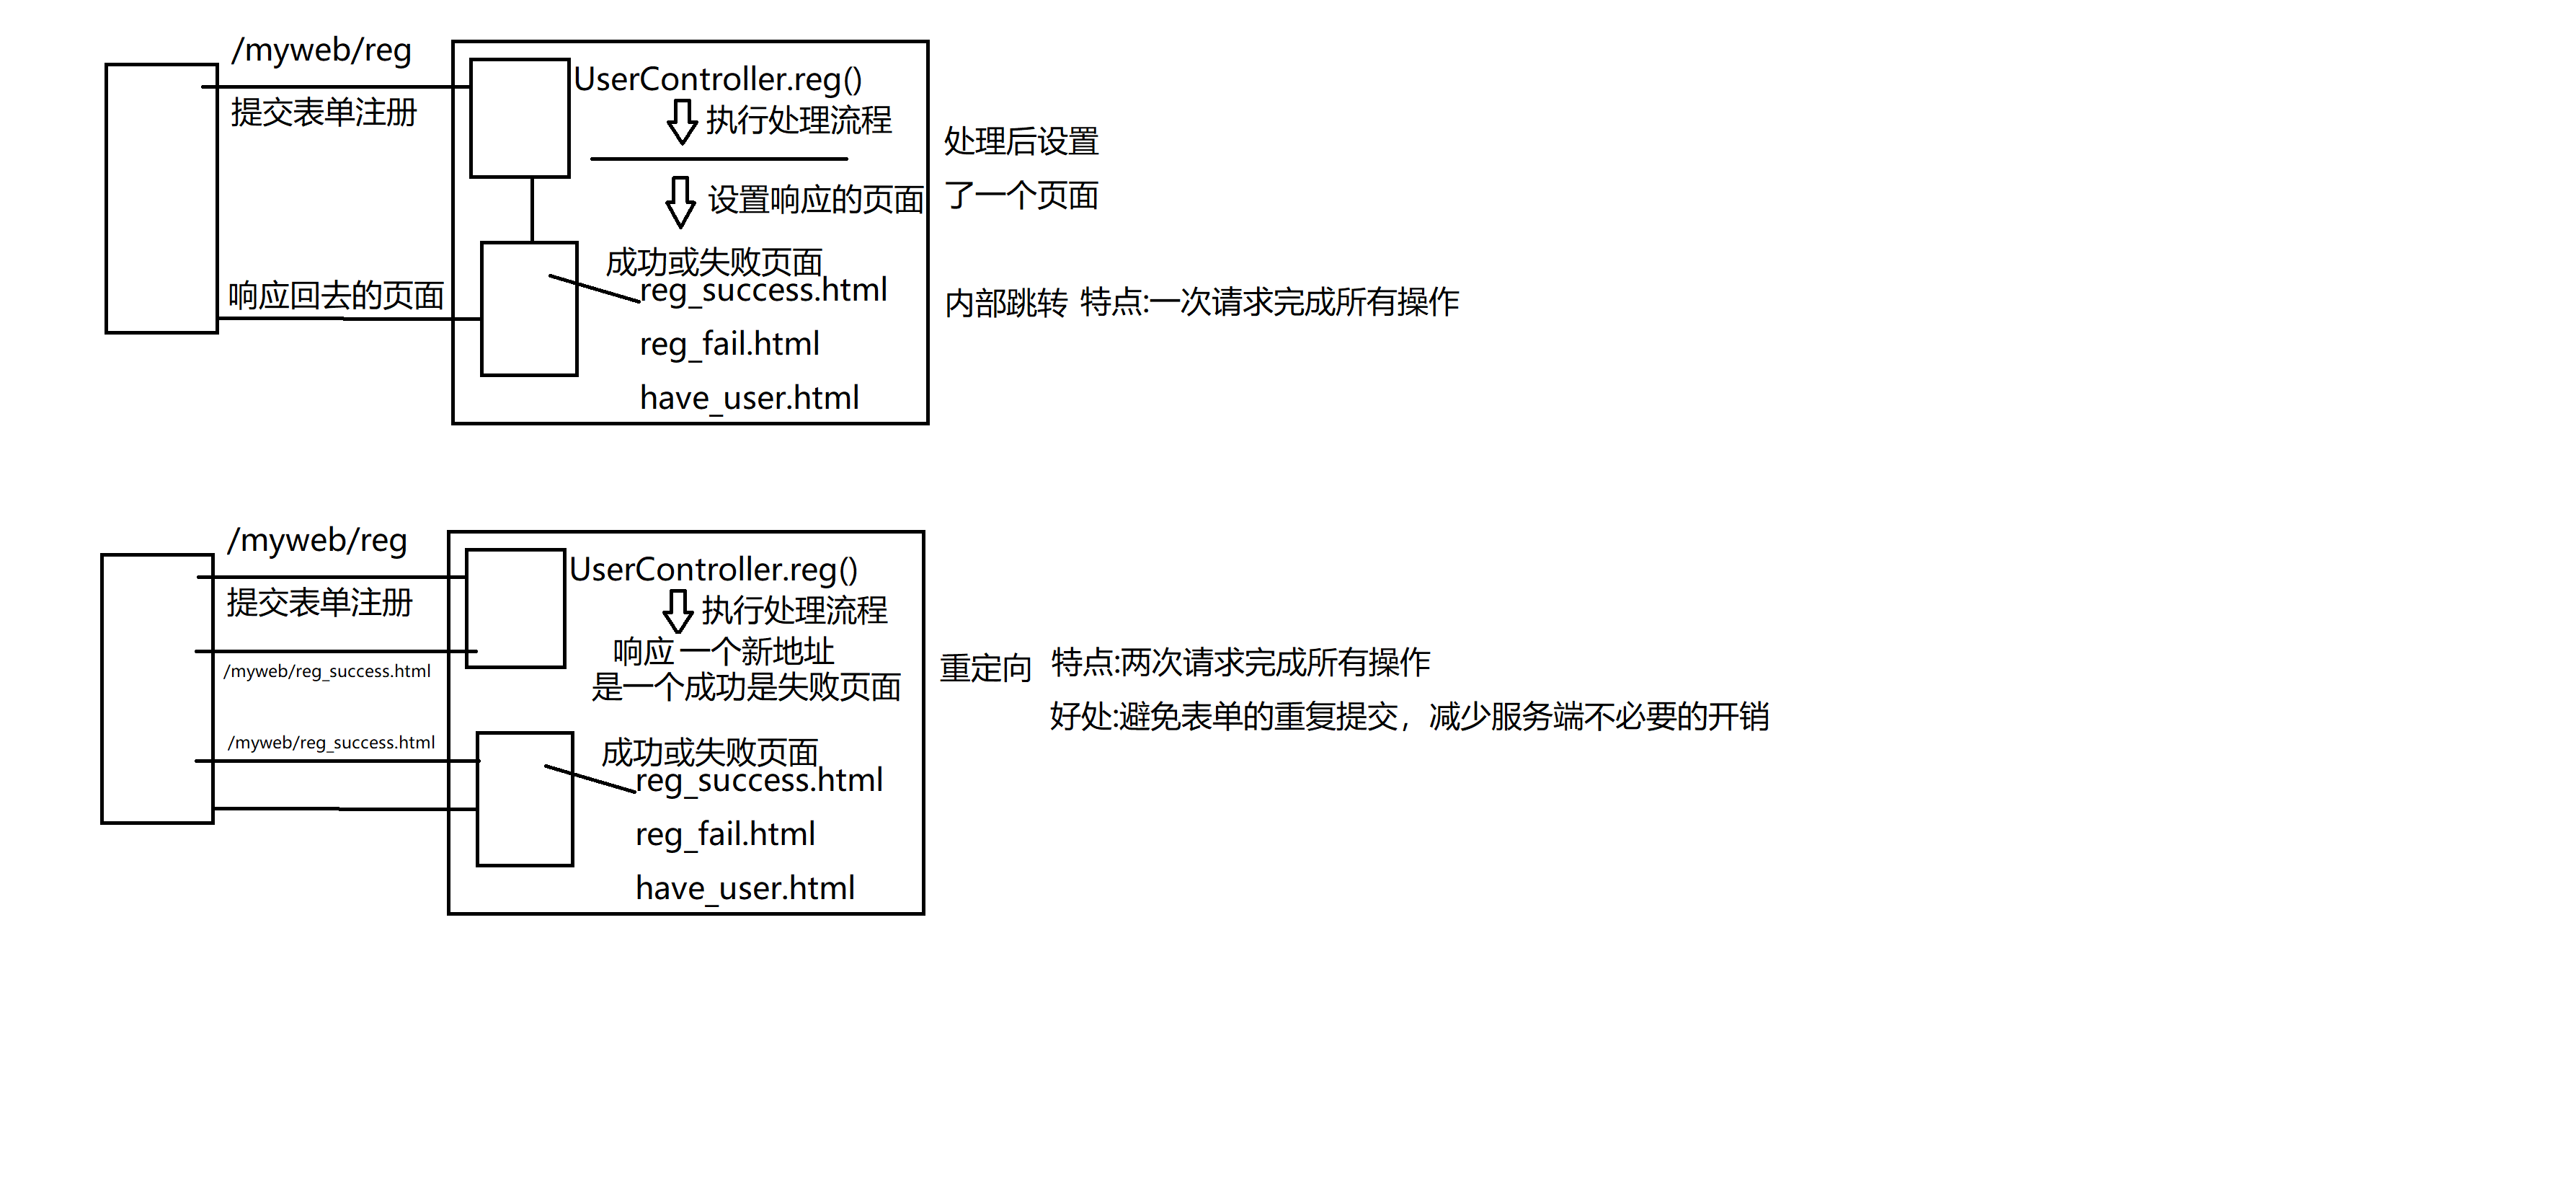 /myweb/reg
提交表单注册
UserController.reg()
执行处理流程
设置响应的页面
处理后设置
了一个页面
成功或失败页面
reg_success.html
响应回去的页面
内部跳转 特点:一次请求完成所有操作
reg_fail.html
have_user.html
/myweb/reg
提交表单注册
UserController.reg()
执行处理流程
响应一个新地址
是一个成功是失败页面
/myweb/reg_success.html
重定向 特点:两次请求完成所有操作
好处:避免表单的重复提交，减少服务端不必要的开销
/myweb/reg_success.html
成功或失败页面
reg_success.html
reg_fail.html
have_user.html